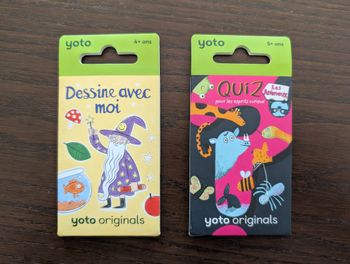 yoto
4+ ans
Dessine avec
moi
yoto originals
yoto
5+ ans
QUIZ
pour les esprits curieux
Les
Animaux
yoto originals